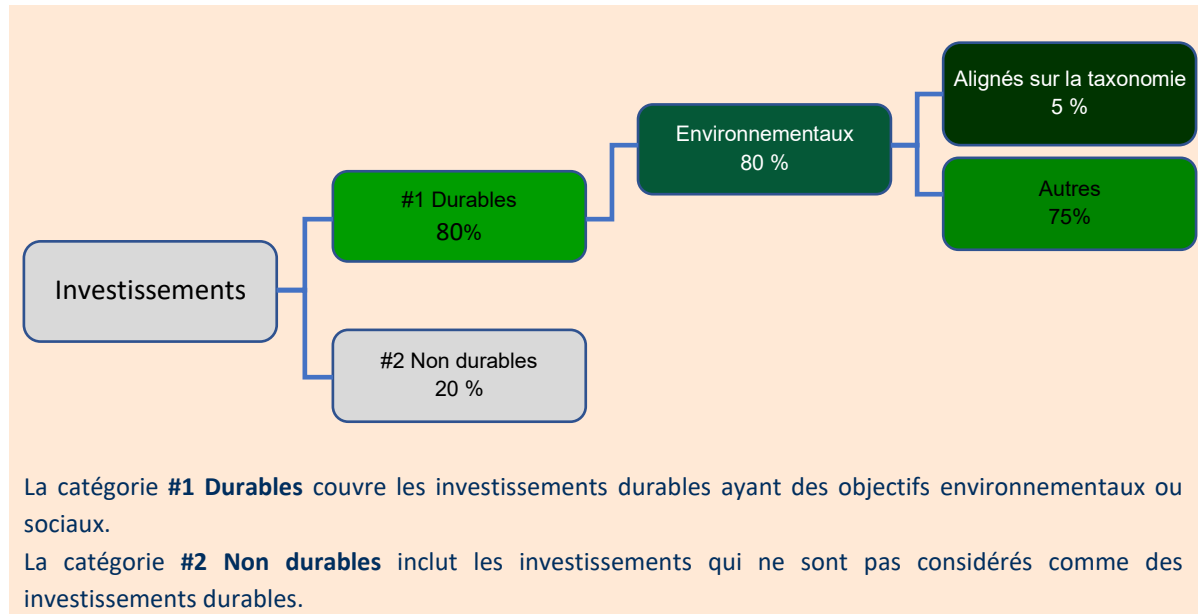 Alignés sur la taxonomie
5 %
Environnementaux
80 %
Autres
75%
#1 Durables
80%
Investissements
#2 Non durables
20 %
La catégorie #1 Durables couvre les investissements durables ayant des objectifs environnementaux ou
sociaux.
La catégorie #2 Non durables inclut les investissements qui ne sont pas considérés comme des
investissements durables.